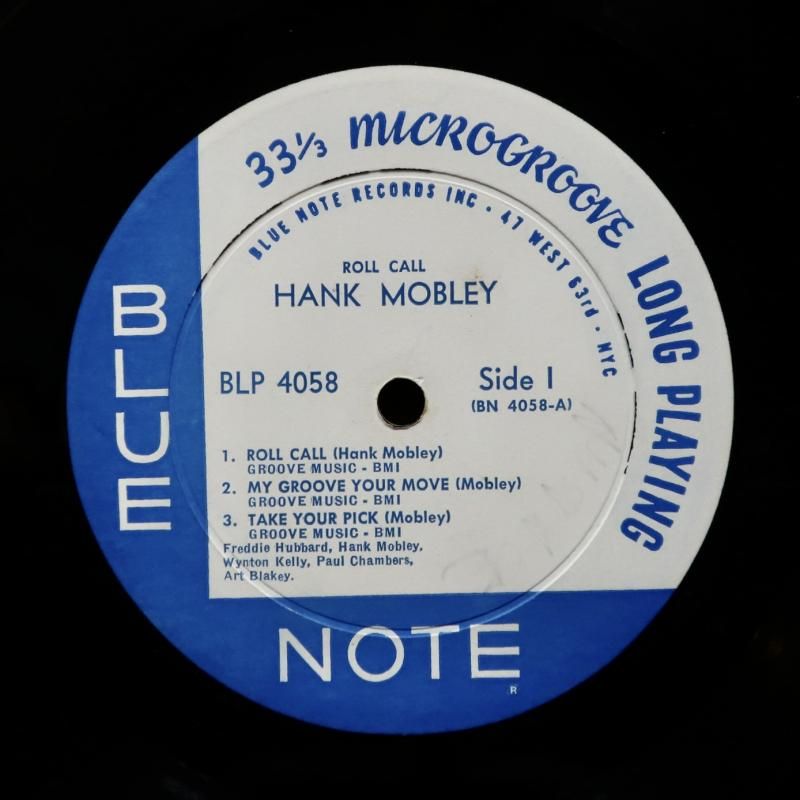 33⅓ MICROGROOVE LONG PLAYING
BLUE NOTE RECORDS INC · 47 WEST 63rd · NYC
ROLL CALL
HANK MOBLEY
BLP 4058
Side 1
(BN 4058-A)
1. ROLL CALL (Hank Mobley)
GROOVE MUSIC - BMI
2. MY GROOVE YOUR MOVE (Mobley)
GROOVE MUSIC - BMI
3. TAKE YOUR PICK (Mobley)
GROOVE MUSIC - BMI
Freddie Hubbard, Hank Mobley,
Wynton Kelly, Paul Chambers,
Art Blakey.
BLUE
NOTE
R